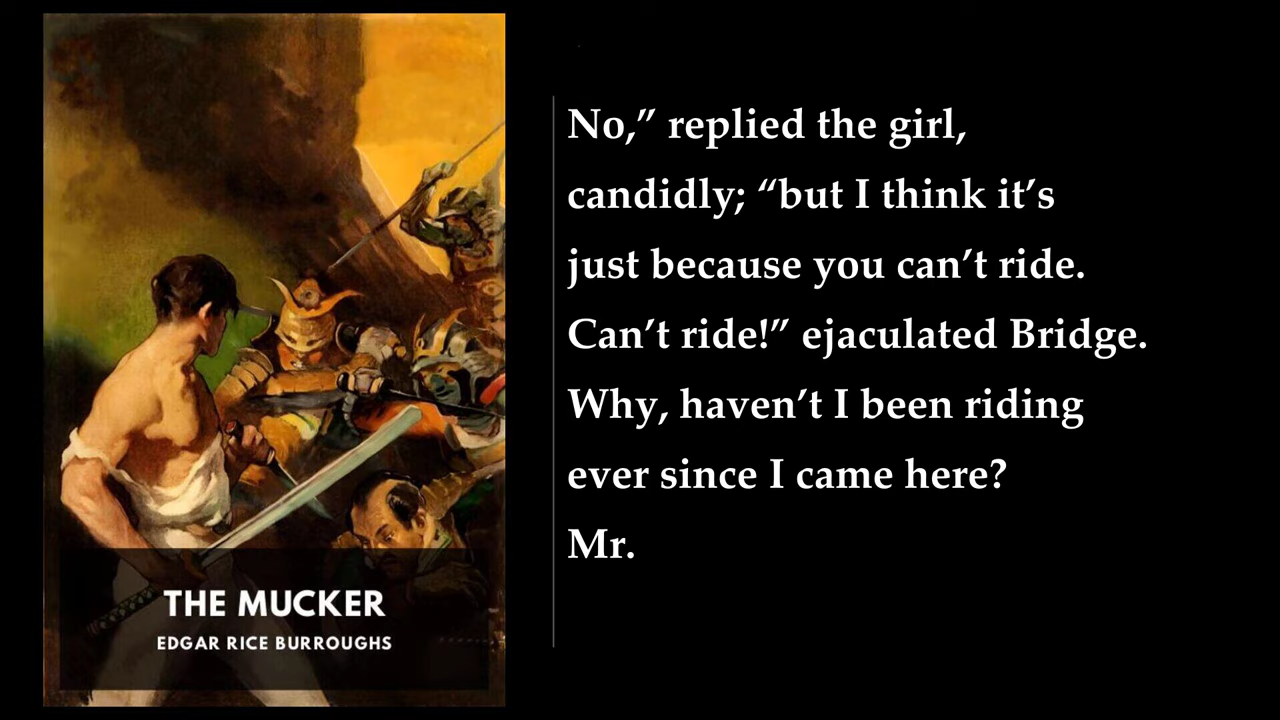 THE MUCKER
EDGAR RICE BURROUGHS
No,” replied the girl,
candidly; “but I think it’s
just because you can’t ride.
Can’t ride!” ejaculated Bridge.
Why, haven’t I been riding
ever since I came here?
Mr.